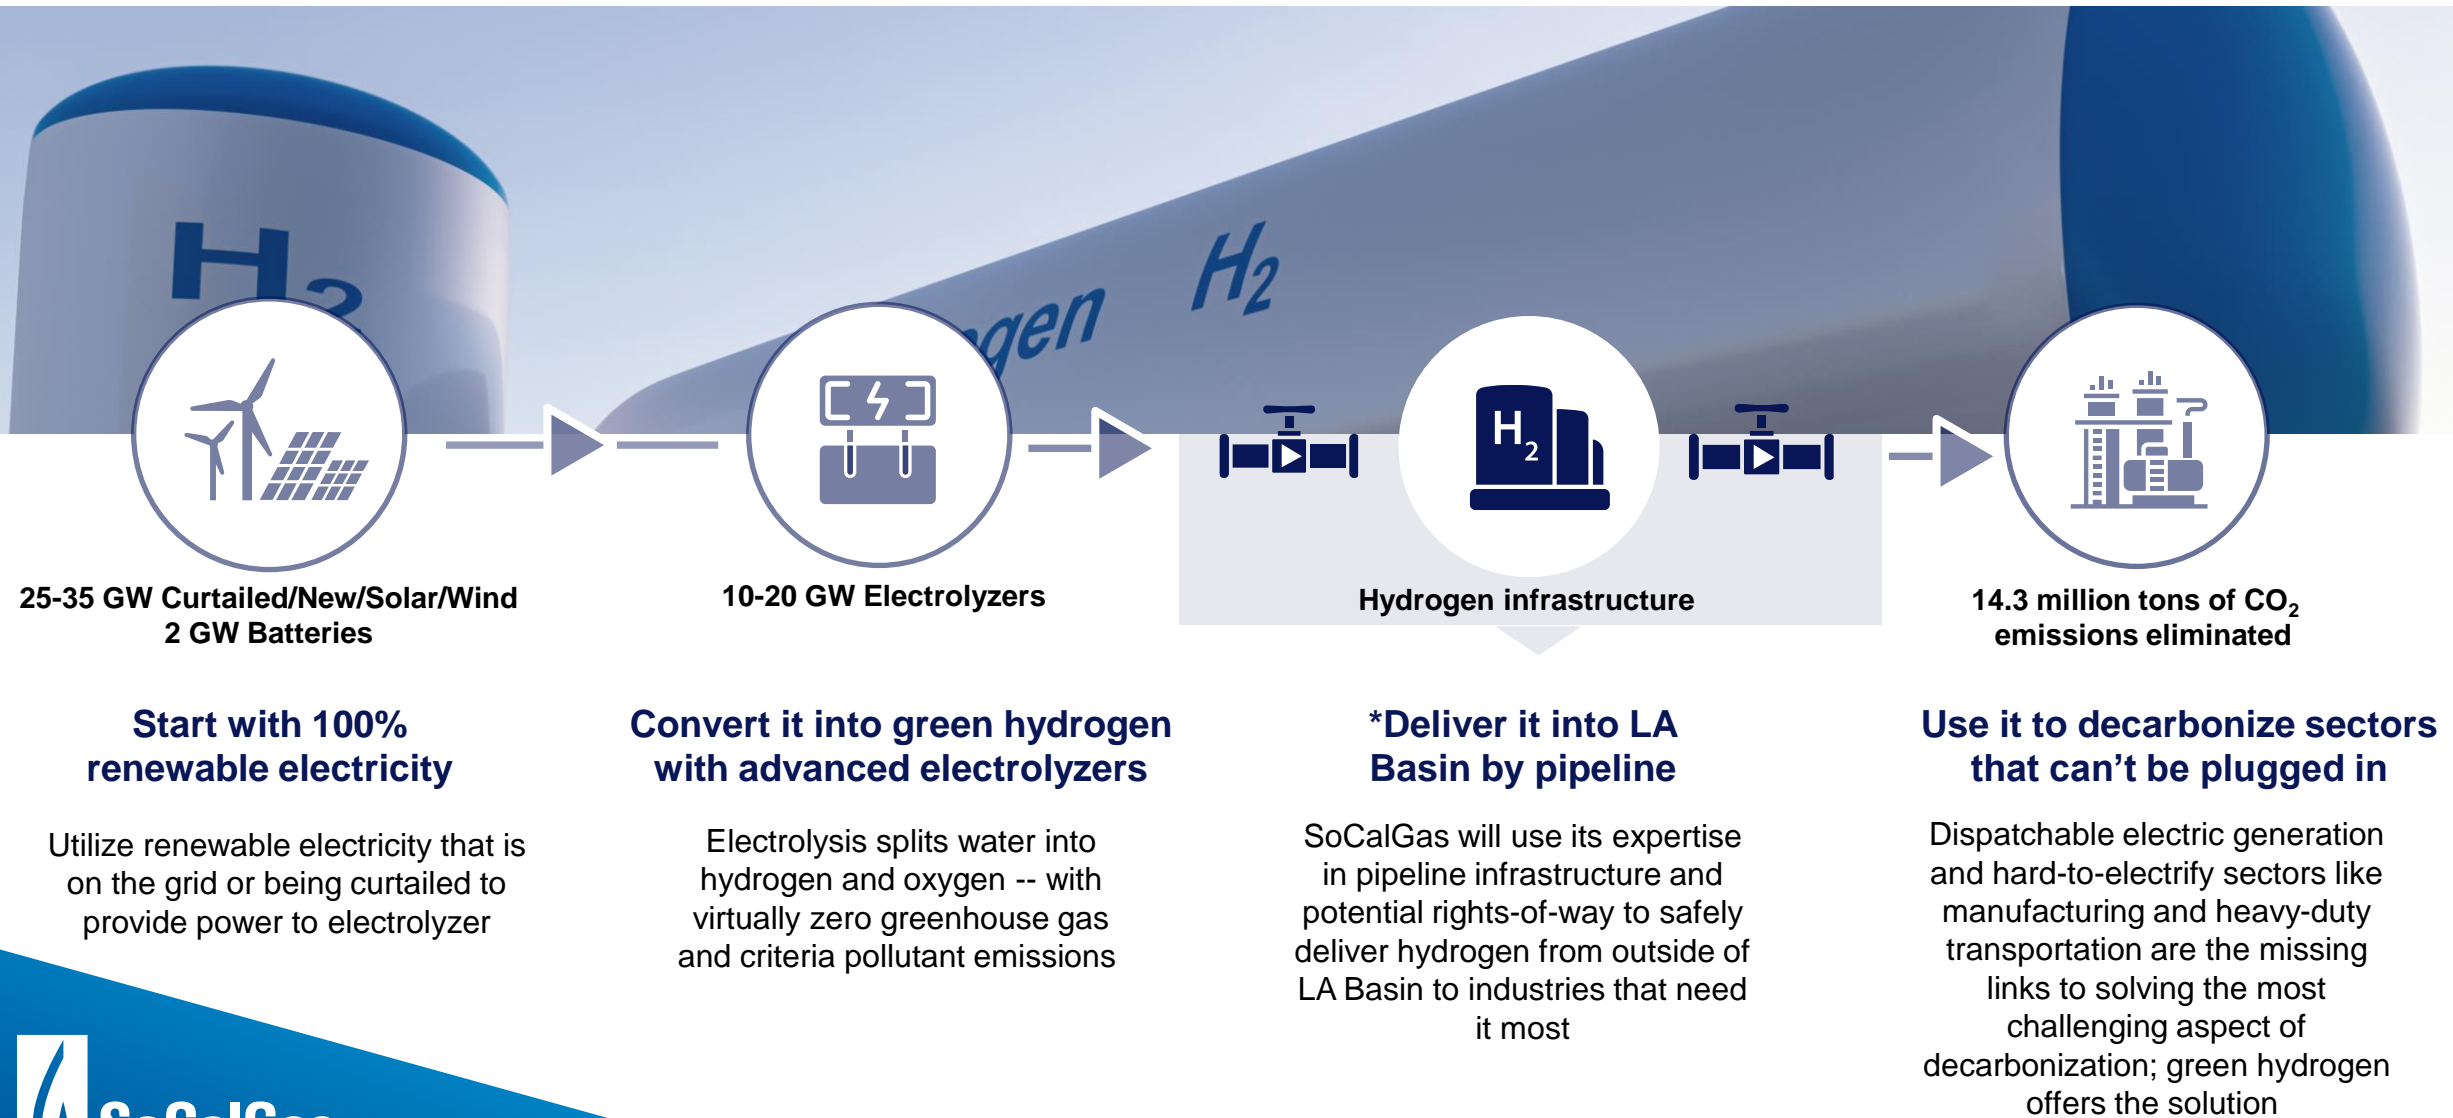 H2
gen H2
H2
25-35 GW Curtailed/New/Solar/Wind
2 GW Batteries
10-20 GW Electrolyzers
Hydrogen infrastructure
14.3 million tons of CO2
emissions eliminated
Start with 100%
renewable electricity
Utilize renewable electricity that is
on the grid or being curtailed to
provide power to electrolyzer
Convert it into green hydrogen
with advanced electrolyzers
Electrolysis splits water into
hydrogen and oxygen -- with
virtually zero greenhouse gas
and criteria pollutant emissions
*Deliver it into LA
Basin by pipeline
SoCalGas will use its expertise
in pipeline infrastructure and
potential rights-of-way to safely
deliver hydrogen from outside of
LA Basin to industries that need
it most
Use it to decarbonize sectors
that can’t be plugged in
Dispatchable electric generation
and hard-to-electrify sectors like
manufacturing and heavy-duty
transportation are the missing
links to solving the most
challenging aspect of
decarbonization; green hydrogen
offers the solution
SoCalGas